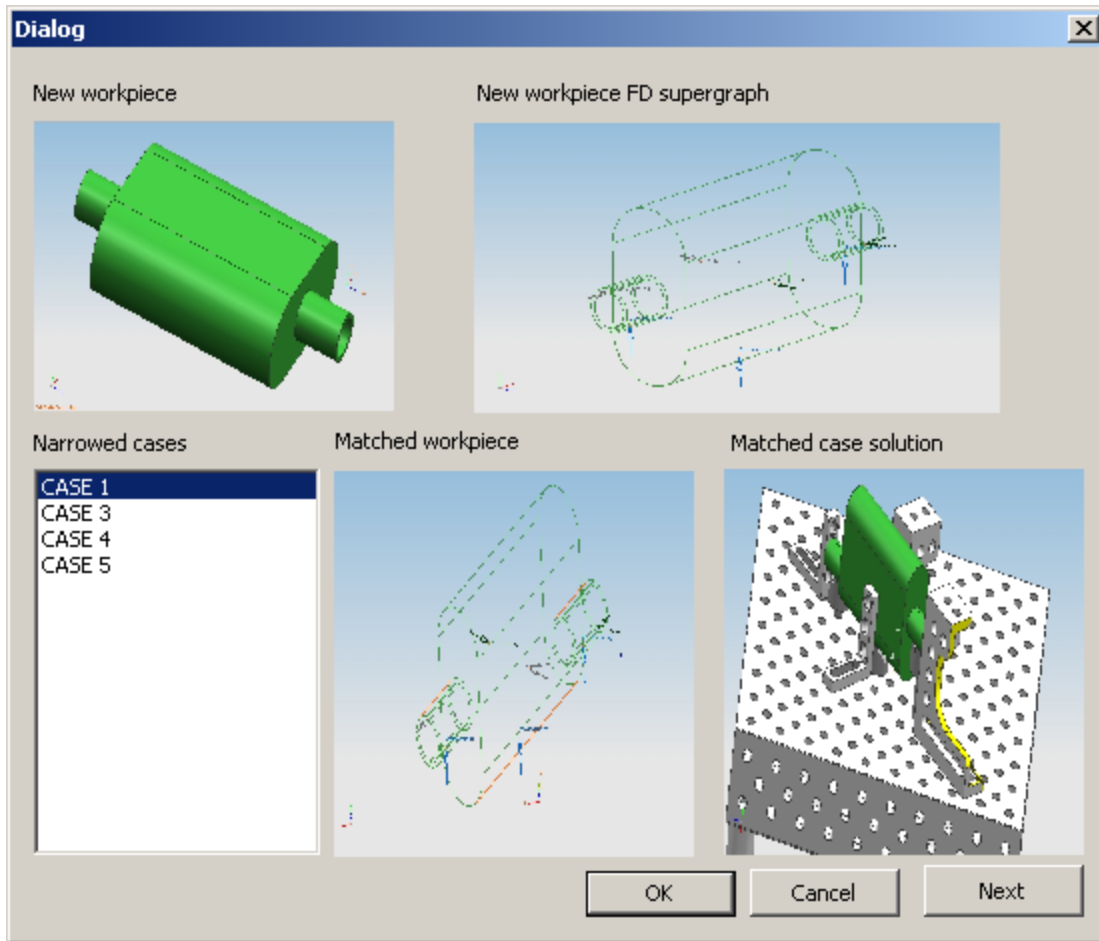 Dialog
New workpiece
New workpiece FD supergraph
Narrowed cases
Matched workpiece
Matched case solution
CASE 1
CASE 3
CASE 4
CASE 5
OK
Cancel
Next